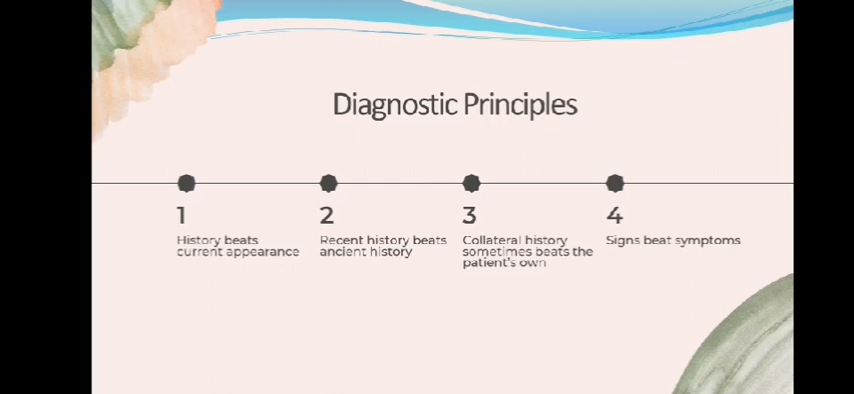 Diagnostic Principles
1
History beats
current appearance
2
Recent history beats
ancient history
3
Collateral history
sometimes beats the
patient's own
4
Signs beat symptoms